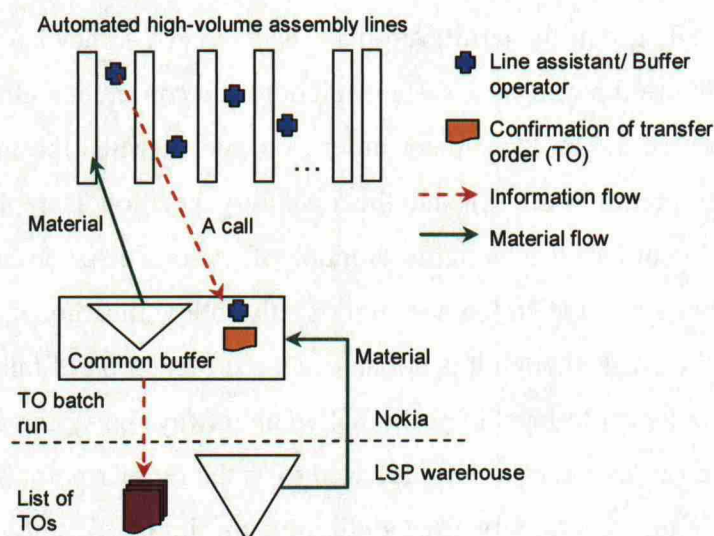 Automated high-volume assembly lines
Line assistant/ Buffer
operator
Confirmation of transfer
order (TO)
...
Information flow
Material
A call
Material flow
Common buffer
Material
TO batch
run
Nokia
LSP warehouse
List of
TOs